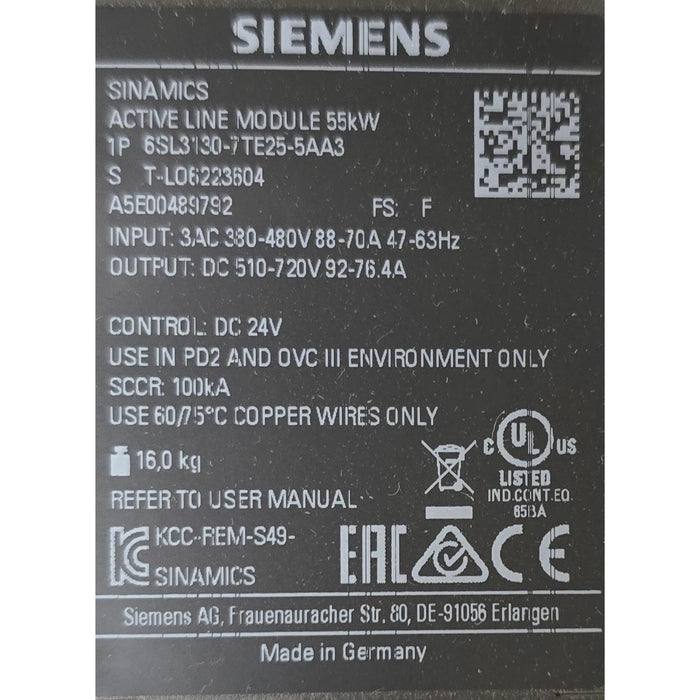 SIEMENS
SINAMICS
ACTIVE LINE MODULE 55kW
1P 6SL3130-7TE25-5AA3
S T-LO6223604
A5E00489792 FS: F
INPUT: 3AC 380-480V 88-70A 47-63Hz
OUTPUT: DC 510-720V 92-76.4A
CONTROL: DC 24V
USE IN PD2 AND OVC III ENVIRONMENT ONLY
SCCR: 100kA
USE 60/75°C COPPER WIRES ONLY
16,0 kg
C UL US
LISTED
IND.CONT.EQ.
65BA
REFER TO USER MANUAL
KCC-REM-S49-
SINAMICS
EAC CE
Siemens AG, Frauenauracher Str. 80, DE-91056 Erlangen
Made in Germany